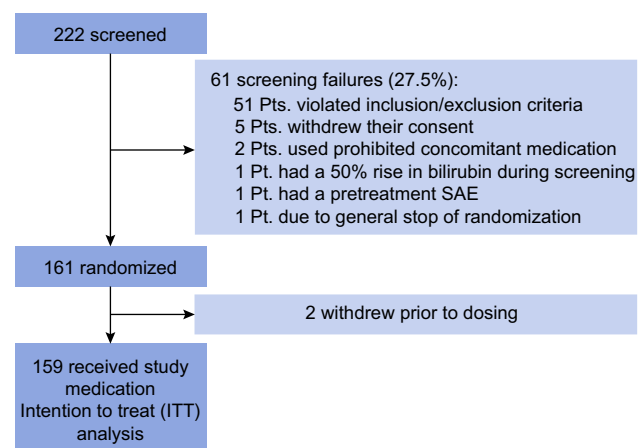 222 screened
61 screening failures (27.5%):
51 Pts. violated inclusion/exclusion criteria
5 Pts. withdrew their consent
2 Pts. used prohibited concomitant medication
1 Pt. had a 50% rise in bilirubin during screening
1 Pt. had a pretreatment SAE
1 Pt. due to general stop of randomization
161 randomized
2 withdrew prior to dosing
159 received study
medication
Intention to treat (ITT)
analysis